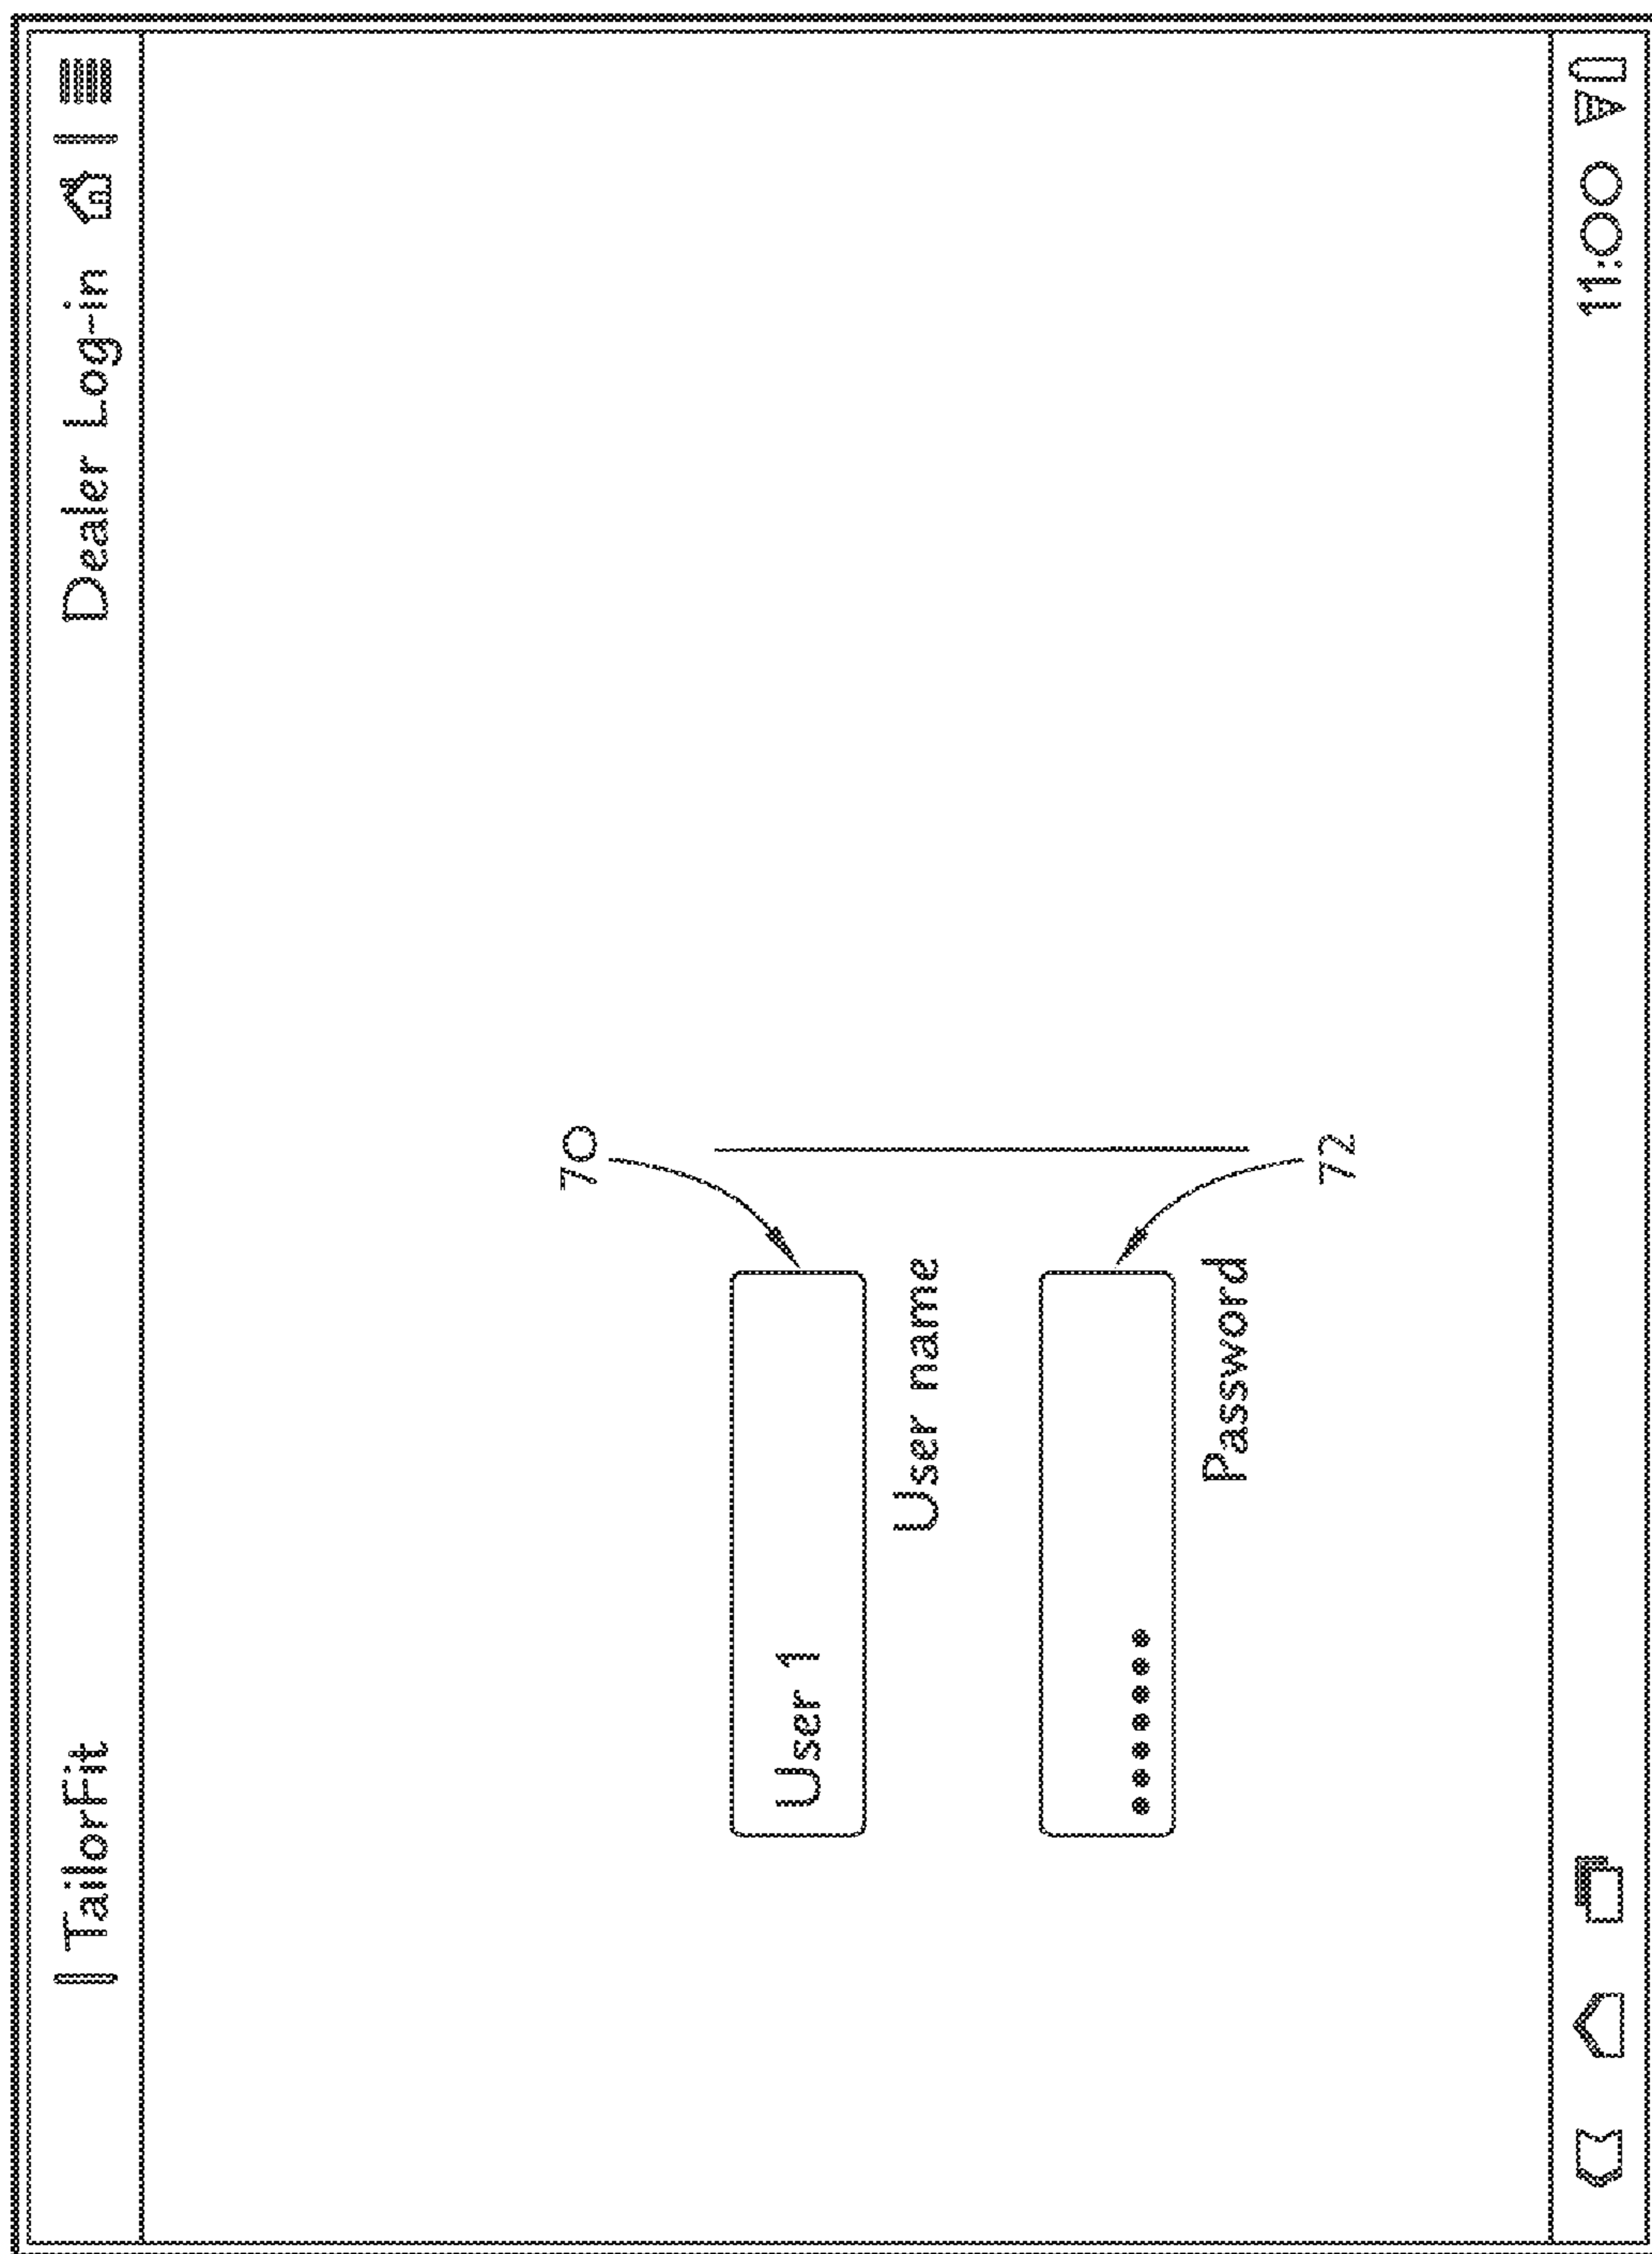 TailorFit
Dealer Log-in
70
User 1
User name
•••••••
Password
72
11:00